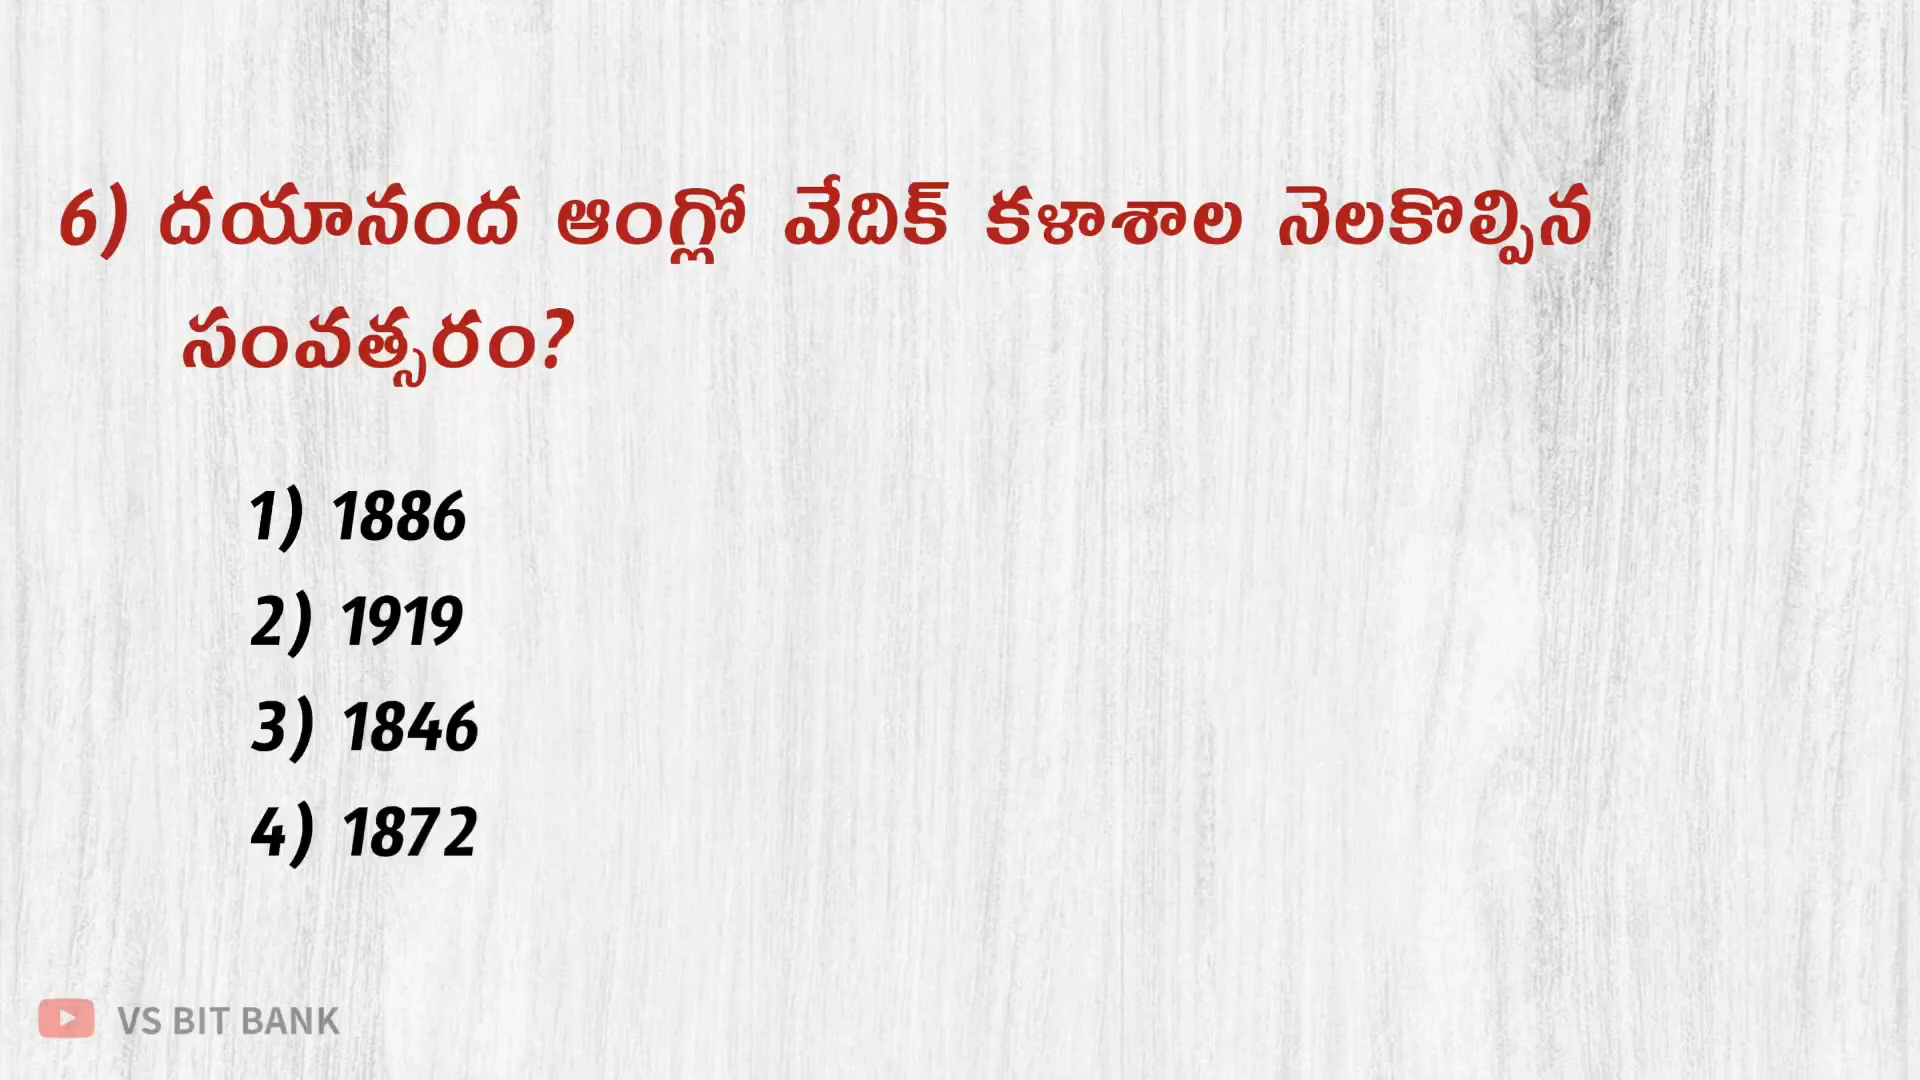 6) దయానంద ఆంగ్లో వేదిక్ కళాశాల నెలకొల్పిన
సంవత్సరం?
1) 1886
2) 1919
3) 1846
4) 1872
VS BIT BANK